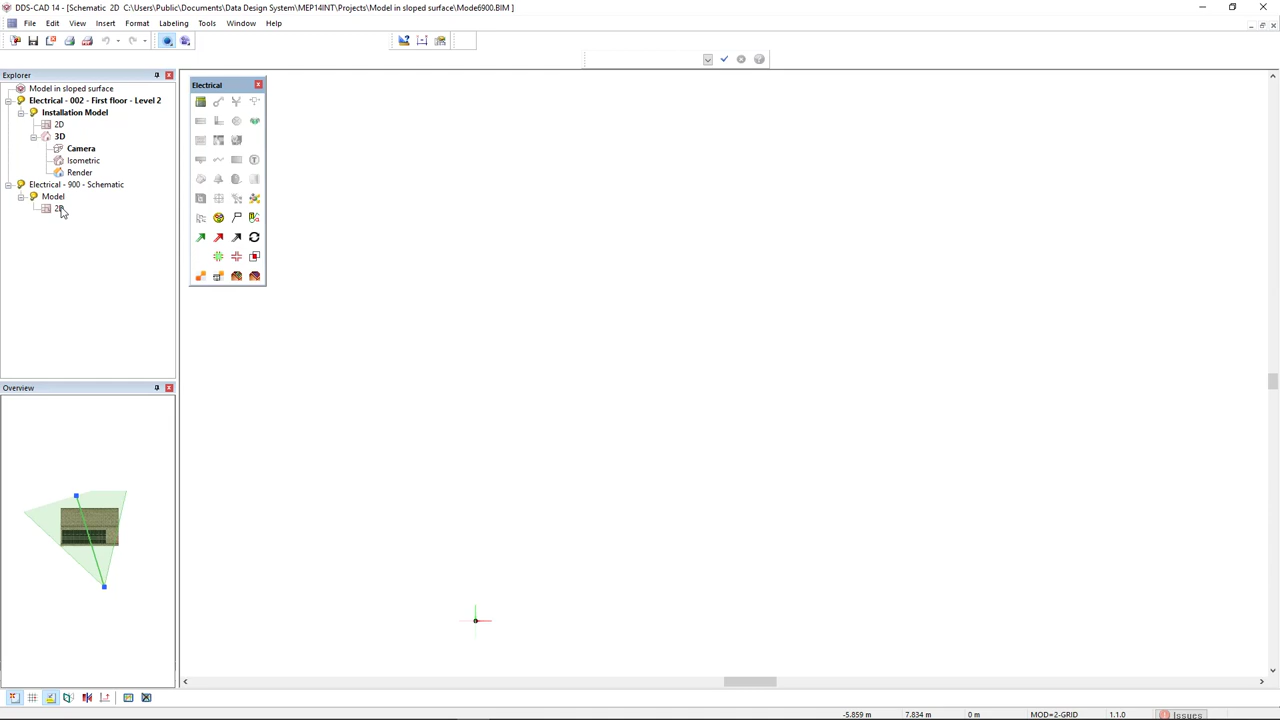 DDS-CAD 14 - [Schematic  2D  C:\Users\Public\Documents\Data Design System\MEP14INT\Projects\Model in sloped surface\Mode6900.BIM ]
File Edit View Insert Format Labeling Tools Window Help
Explorer
Model in sloped surface
Electrical - 002 - First floor - Level 2
Installation Model
2D
3D
Camera
Isometric
Render
Electrical - 900 - Schematic
Model
2D
Electrical
Overview
-5.859 m 7.834 m 0 m MOD=2-GRID 1.1.0 Issues